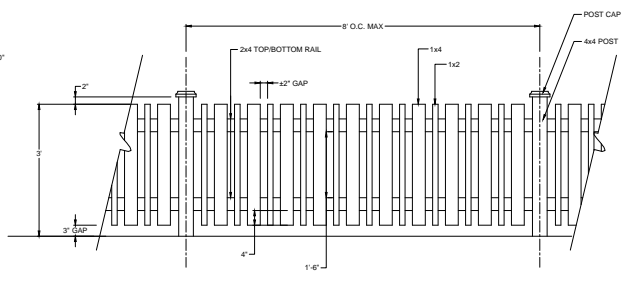 POST CAP
8' O.C. MAX
4x4 POST
2x4 TOP/BOTTOM RAIL
1x4
0"
1x2
±2" GAP
2"
3'
3" GAP
4"
1'-6"